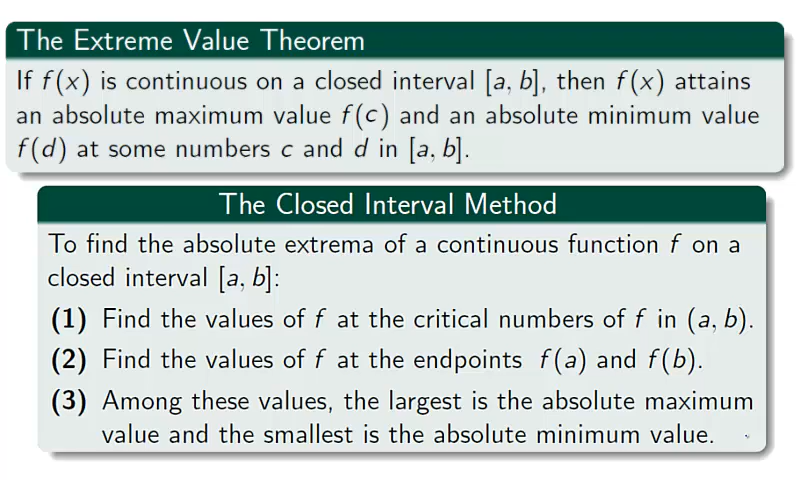 The Extreme Value Theorem
If f(x) is continuous on a closed interval [a, b], then f(x) attains
an absolute maximum value f(c) and an absolute minimum value
f(d) at some numbers c and d in [a, b].
The Closed Interval Method
To find the absolute extrema of a continuous function f on a
closed interval [a, b]:
(1) Find the values of f at the critical numbers of f in (a, b).
(2) Find the values of f at the endpoints f(a) and f(b).
(3) Among these values, the largest is the absolute maximum
value and the smallest is the absolute minimum value.